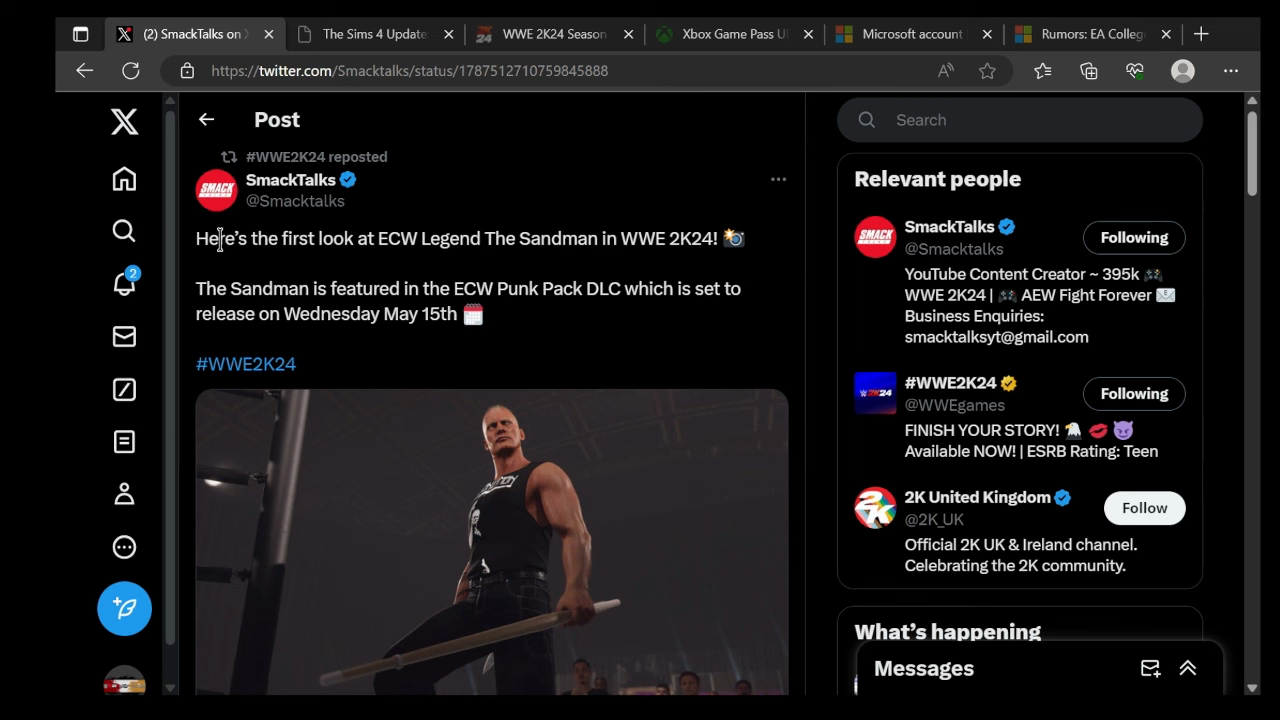 (2) SmackTalks on X
The Sims 4 Update
WWE 2K24 Season
Xbox Game Pass Ul
Microsoft account
Rumors: EA Colleg
https://twitter.com/Smacktalks/status/1787512710759845888
Post
#WWE2K24 reposted
SmackTalks
@Smacktalks
Here's the first look at ECW Legend The Sandman in WWE 2K24! 📸
The Sandman is featured in the ECW Punk Pack DLC which is set to
release on Wednesday May 15th 🗓️
#WWE2K24
2
Search
Relevant people
SmackTalks
@Smacktalks
Following
YouTube Content Creator ~ 395k 🎮
WWE 2K24 | 🎮 AEW Fight Forever ✉️
Business Enquiries:
smacktalksyt@gmail.com
#WWE2K24
@WWEgames
Following
FINISH YOUR STORY! 🦅 💋 😈
Available NOW! | ESRB Rating: Teen
2K United Kingdom
@2K_UK
Follow
Official 2K UK & Ireland channel.
Celebrating the 2K community.
What's happening
Messages